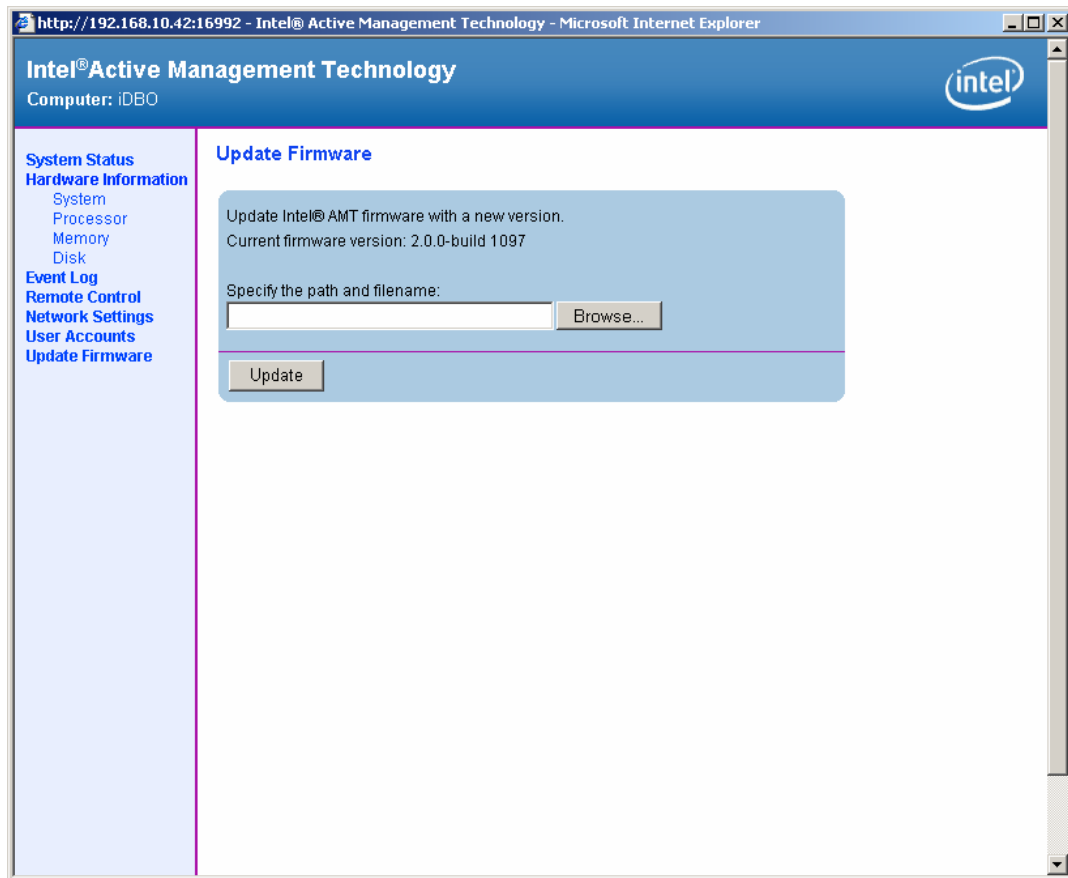 http://192.168.10.42:16992 - Intel® Active Management Technology - Microsoft Internet Explorer
Intel®Active Management Technology
Computer: iDBO
intel®
System Status
Hardware Information
System
Processor
Memory
Disk
Event Log
Remote Control
Network Settings
User Accounts
Update Firmware
Update Firmware
Update Intel® AMT firmware with a new version.
Current firmware version: 2.0.0-build 1097
Specify the path and filename:
Browse...
Update